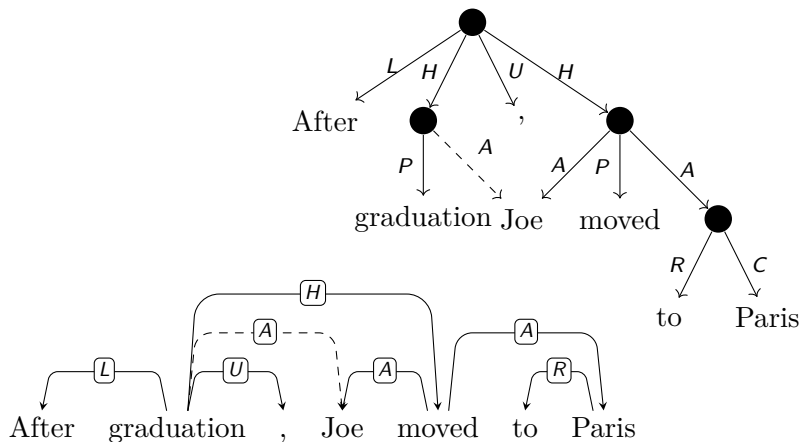 L H U H
After ,
P A A P A
graduation Joe moved
R C
to Paris
H
A A
L U A R
After graduation , Joe moved to Paris